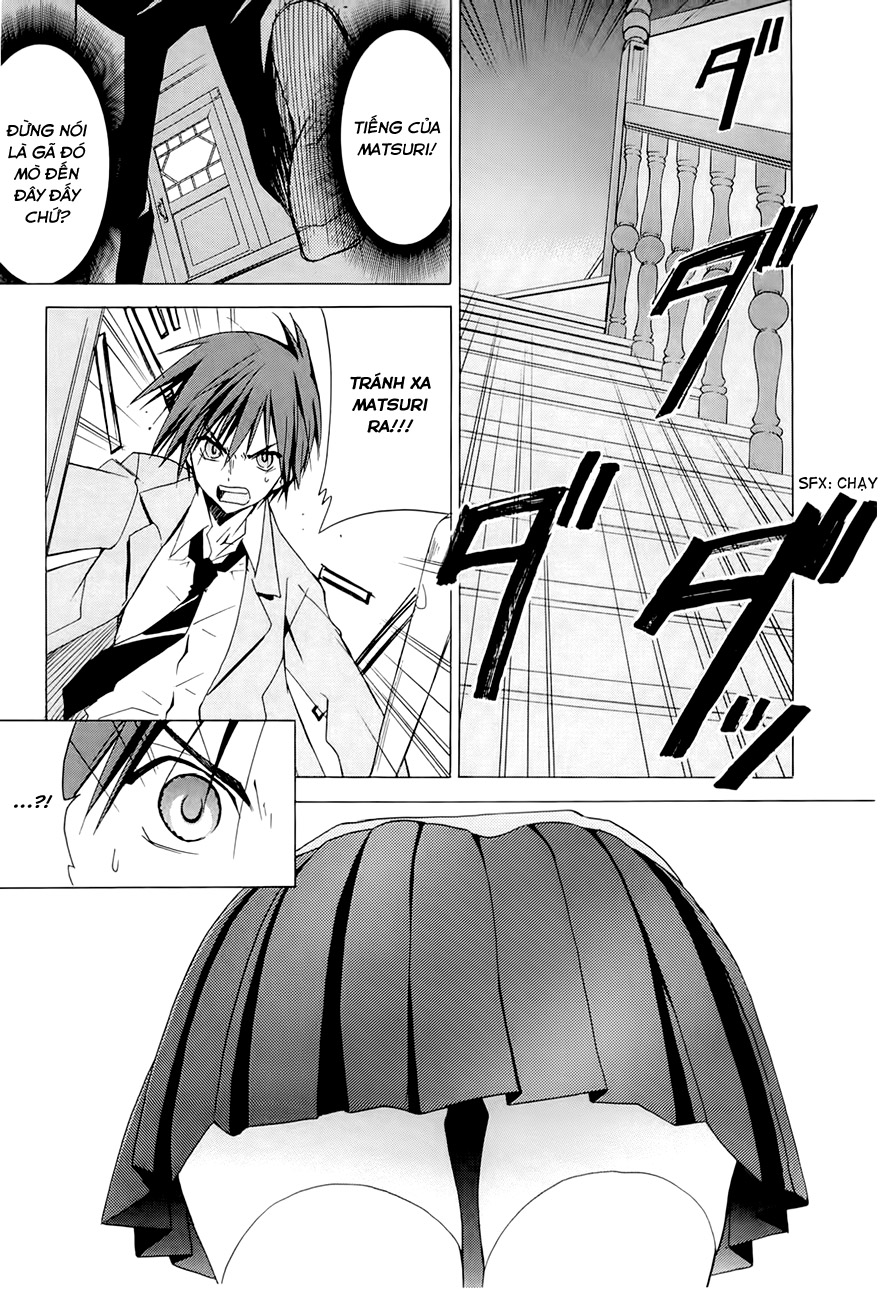 ダ
ダ
ダ
ダ
ダッ
SFX: CHẠY
TIẾNG CỦA
MATSURI!
ĐỪNG NÓI
LÀ GÃ ĐÓ
MÒ ĐẾN
ĐÂY ĐẤY
CHỨ?
TRÁNH XA
MATSURI
RA!!!
...?!